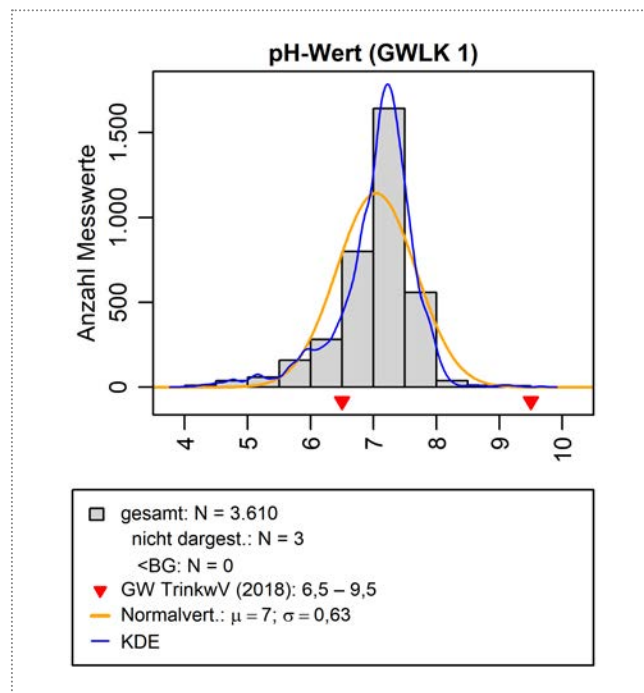 pH-Wert (GWLK 1)
Anzahl Messwerte
1.500
1.000
500
0
4 5 6 7 8 9 10
gesamt: N = 3.610
nicht dargest.: N = 3
<BG: N = 0
GW TrinkwV (2018): 6,5 – 9,5
Normalvert.: μ = 7; σ = 0,63
KDE